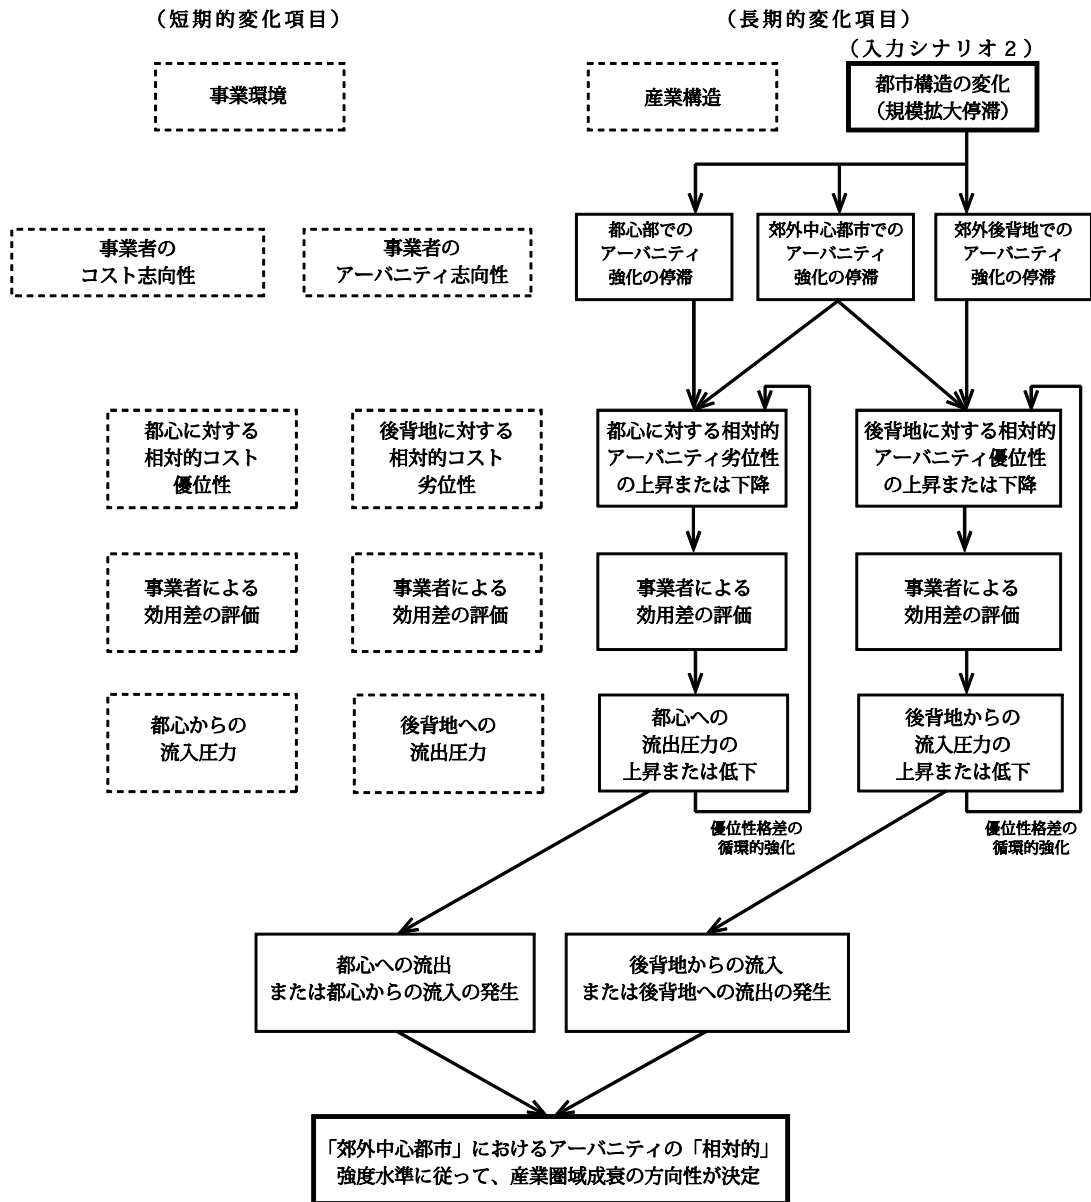 (短期的変化項目)
(長期的変化項目)
(入力シナリオ2)
事業環境
産業構造
都市構造の変化
(規模拡大停滞)
事業者の
コスト志向性
事業者の
アーバニティ志向性
都心部での
アーバニティ
強化の停滞
郊外中心都市での
アーバニティ
強化の停滞
郊外後背地での
アーバニティ
強化の停滞
都心に対する
相対的コスト
優位性
後背地に対する
相対的コスト
劣位性
都心に対する相対的
アーバニティ劣位性
の上昇または下降
後背地に対する相対的
アーバニティ優位性
の上昇または下降
事業者による
効用差の評価
事業者による
効用差の評価
事業者による
効用差の評価
事業者による
効用差の評価
都心からの
流入圧力
後背地への
流出圧力
都心への
流出圧力の
上昇または低下
後背地からの
流入圧力の
上昇または低下
優位性格差の
循環的強化
優位性格差の
循環的強化
都心への流出
または都心からの流入の発生
後背地からの流入
または後背地への流出の発生
「郊外中心都市」におけるアーバニティの「相対的」
強度水準に従って、産業圏域成衰の方向性が決定